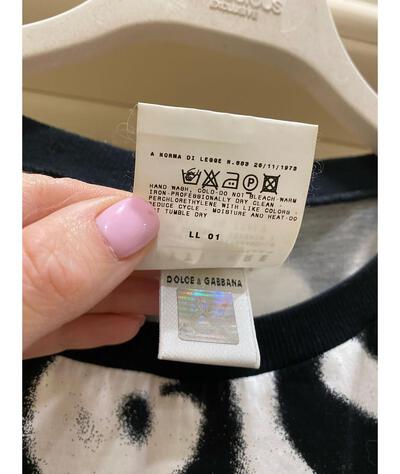 EXCLUSIVE
A NORMA DI LEGGE N.883 26/11/1973
P
HAND WASH, COLD-DO NOT BLEACH-WARM
IRON-PROFESSIONALLY DRY CLEAN
PERCHLORETHYLENE WITH LIKE COLORS -
REDUCE CYCLE - MOISTURE AND HEAT-DO
T TUMBLE DRY
LL 01
DOLCE & GABBANA